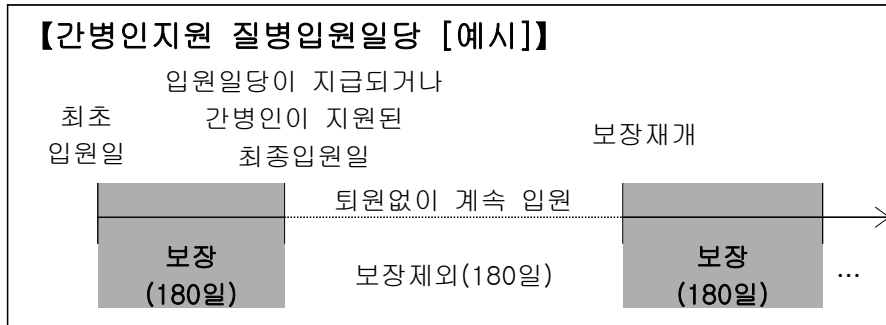 【간병인지원 질병입원일당 [예시]】
입원일당이 지급되거나
최초
입원일
간병인이 지원된
최종입원일
보장재개
퇴원없이 계속 입원
보장
(180일)
보장제외(180일)
보장
(180일)
…